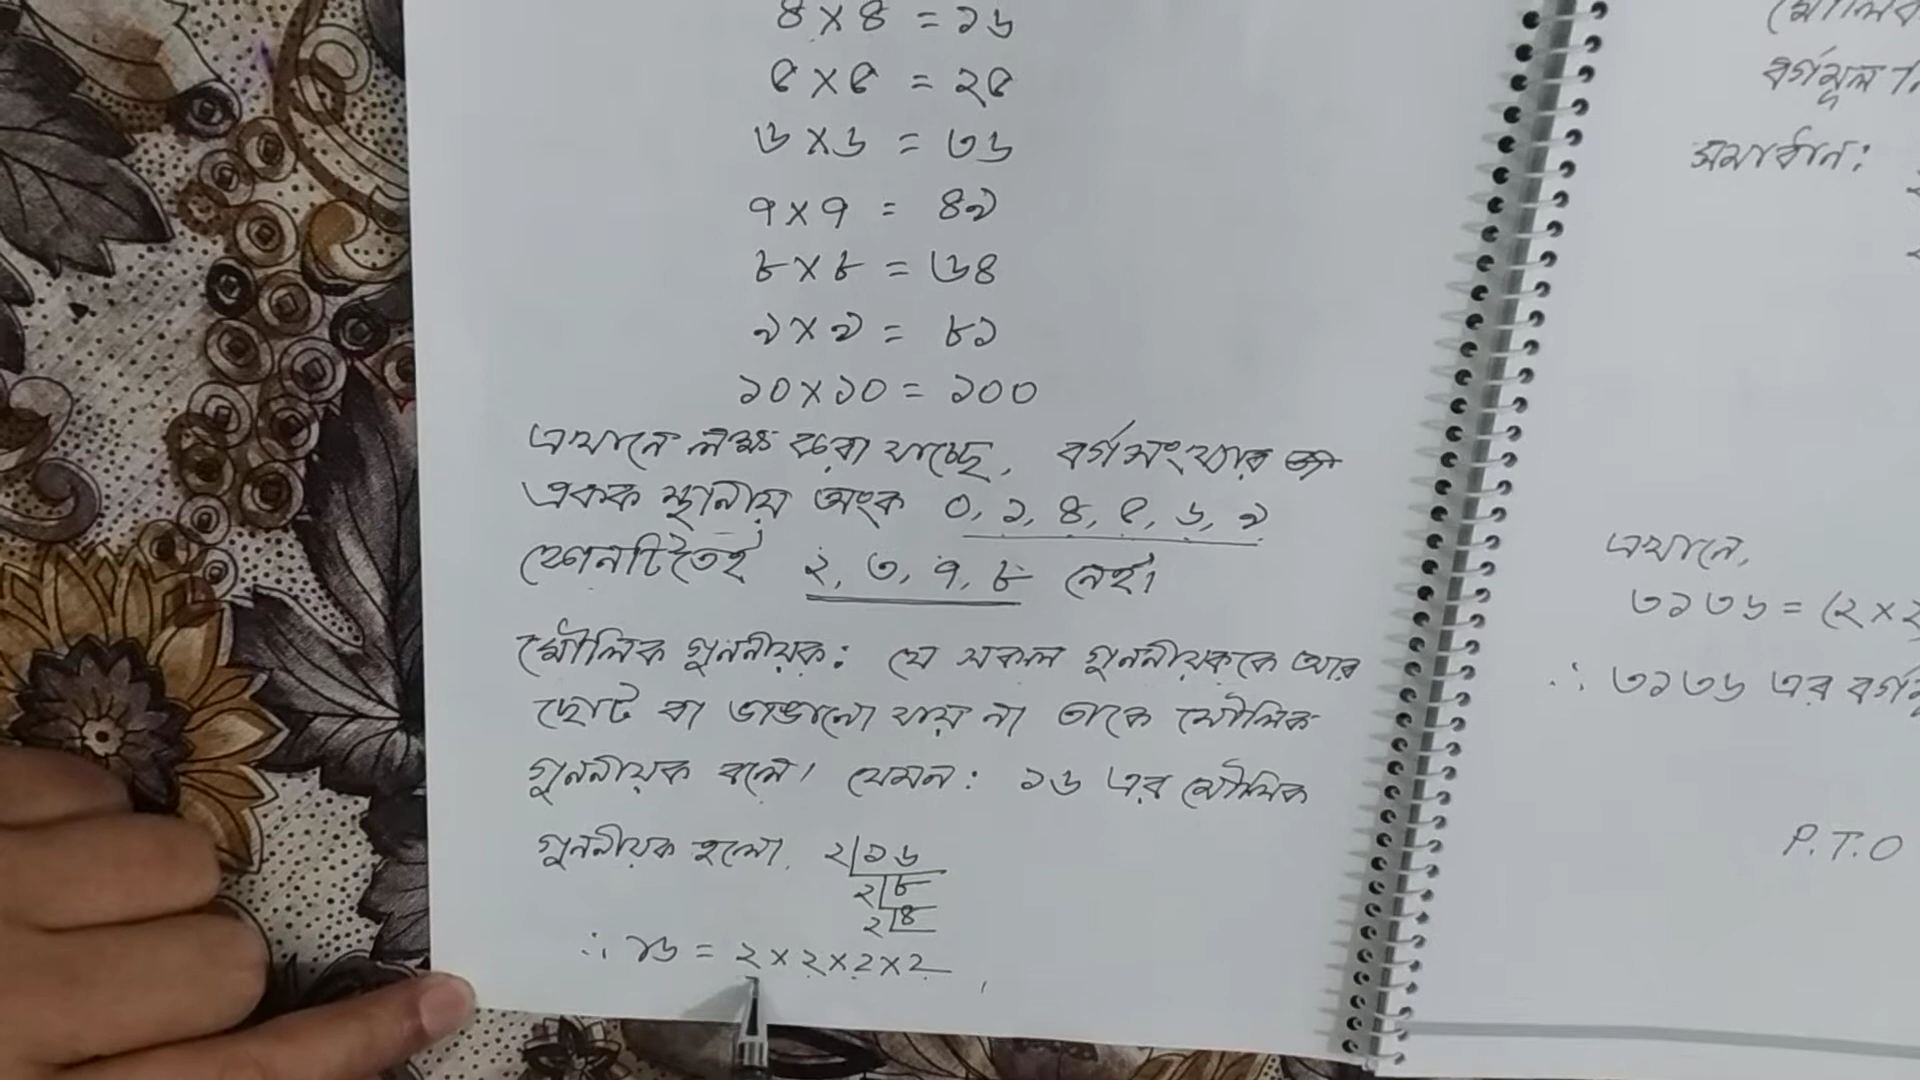 ৪ × ৪ = ১৬
৫ × ৫ = ২৫
৬ × ৬ = ৩৬
৭ × ৭ = ৪৯
৮ × ৮ = ৬৪
৯ × ৯ = ৮১
১০ × ১০ = ১০০
এখানে লক্ষ করা যাচ্ছে, বর্গসংখ্যার
একক স্থানীয় অংক ০, ১, ৪, ৫, ৬, ৯
কোনটিতেই ২, ৩, ৭, ৮ নেই।
মৌলিক গুননীয়ক: যে সকল গুননীয়ককে আর
ছোট বা ভাঙানো যায় না তাকে মৌলিক
গুননীয়ক বলে। যেমন: ১৬ এর মৌলিক
গুননীয়ক হলো, ২|১৬
২|৮
২|৪
২
∴ ১৬ = ২ × ২ × ২ × ২
মৌলিক
বর্গমূল
সমাধান:
এখানে,
৩১৩৬ = (২ × ২
∴ ৩১৩৬ এর
P.T.O